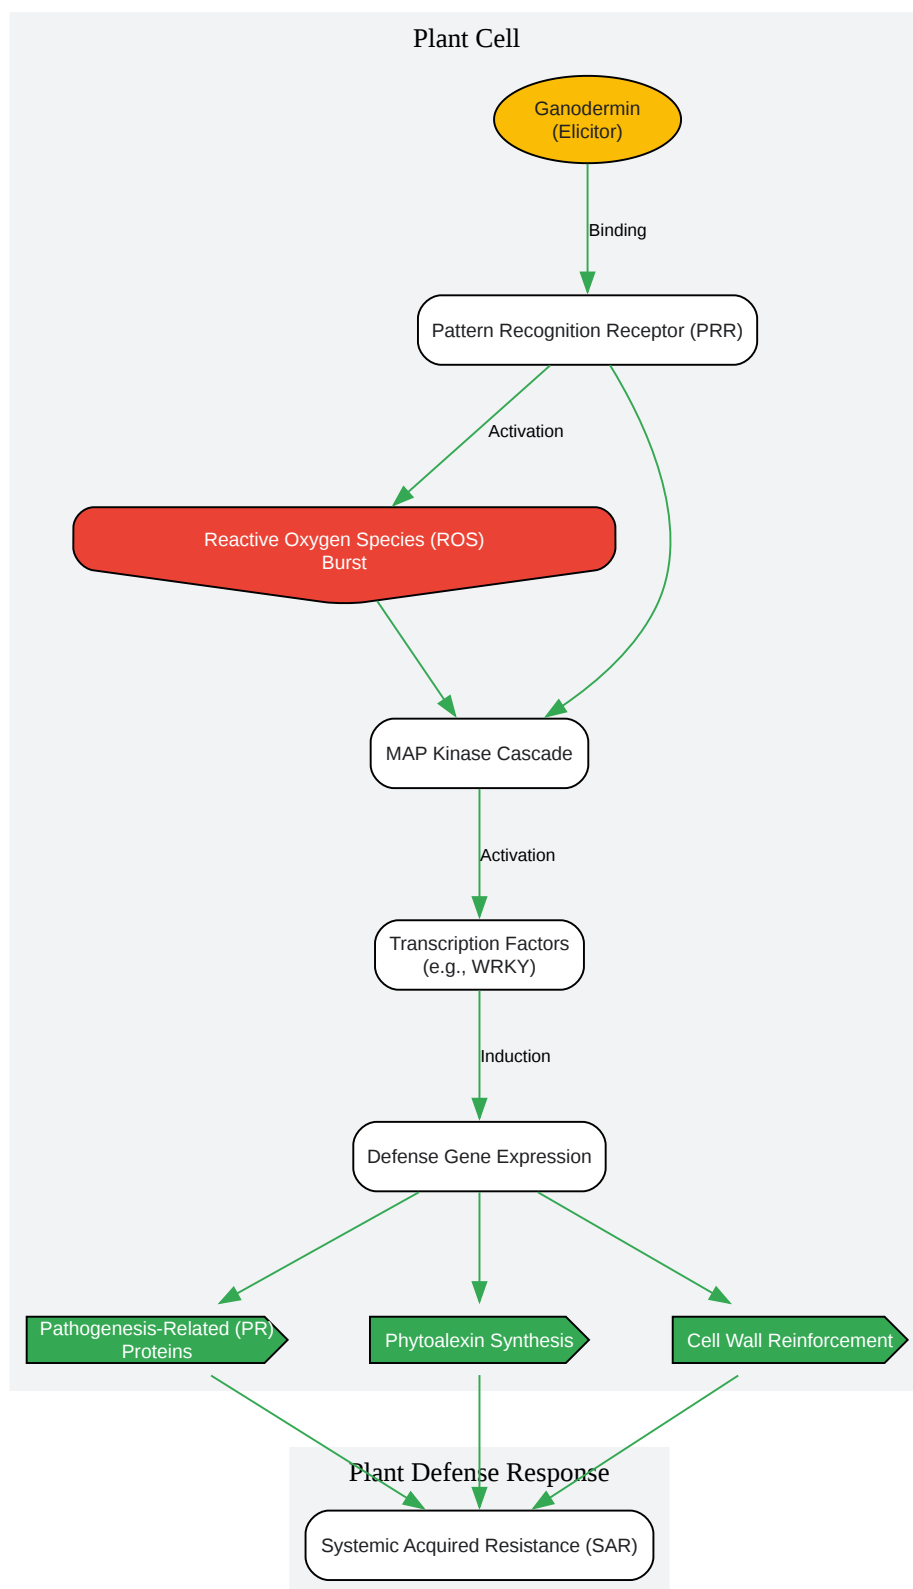 Plant Cell
Ganodermin
(Elicitor)
Binding
Pattern Recognition Receptor (PRR)
Activation
Reactive Oxygen Species (ROS)
Burst
MAP Kinase Cascade
Activation
Transcription Factors
(e.g., WRKY)
Induction
Defense Gene Expression
Pathogenesis-Related (PR)
Proteins
Phytoalexin Synthesis
Cell Wall Reinforcement
Plant Defense Response
Systemic Acquired Resistance (SAR)